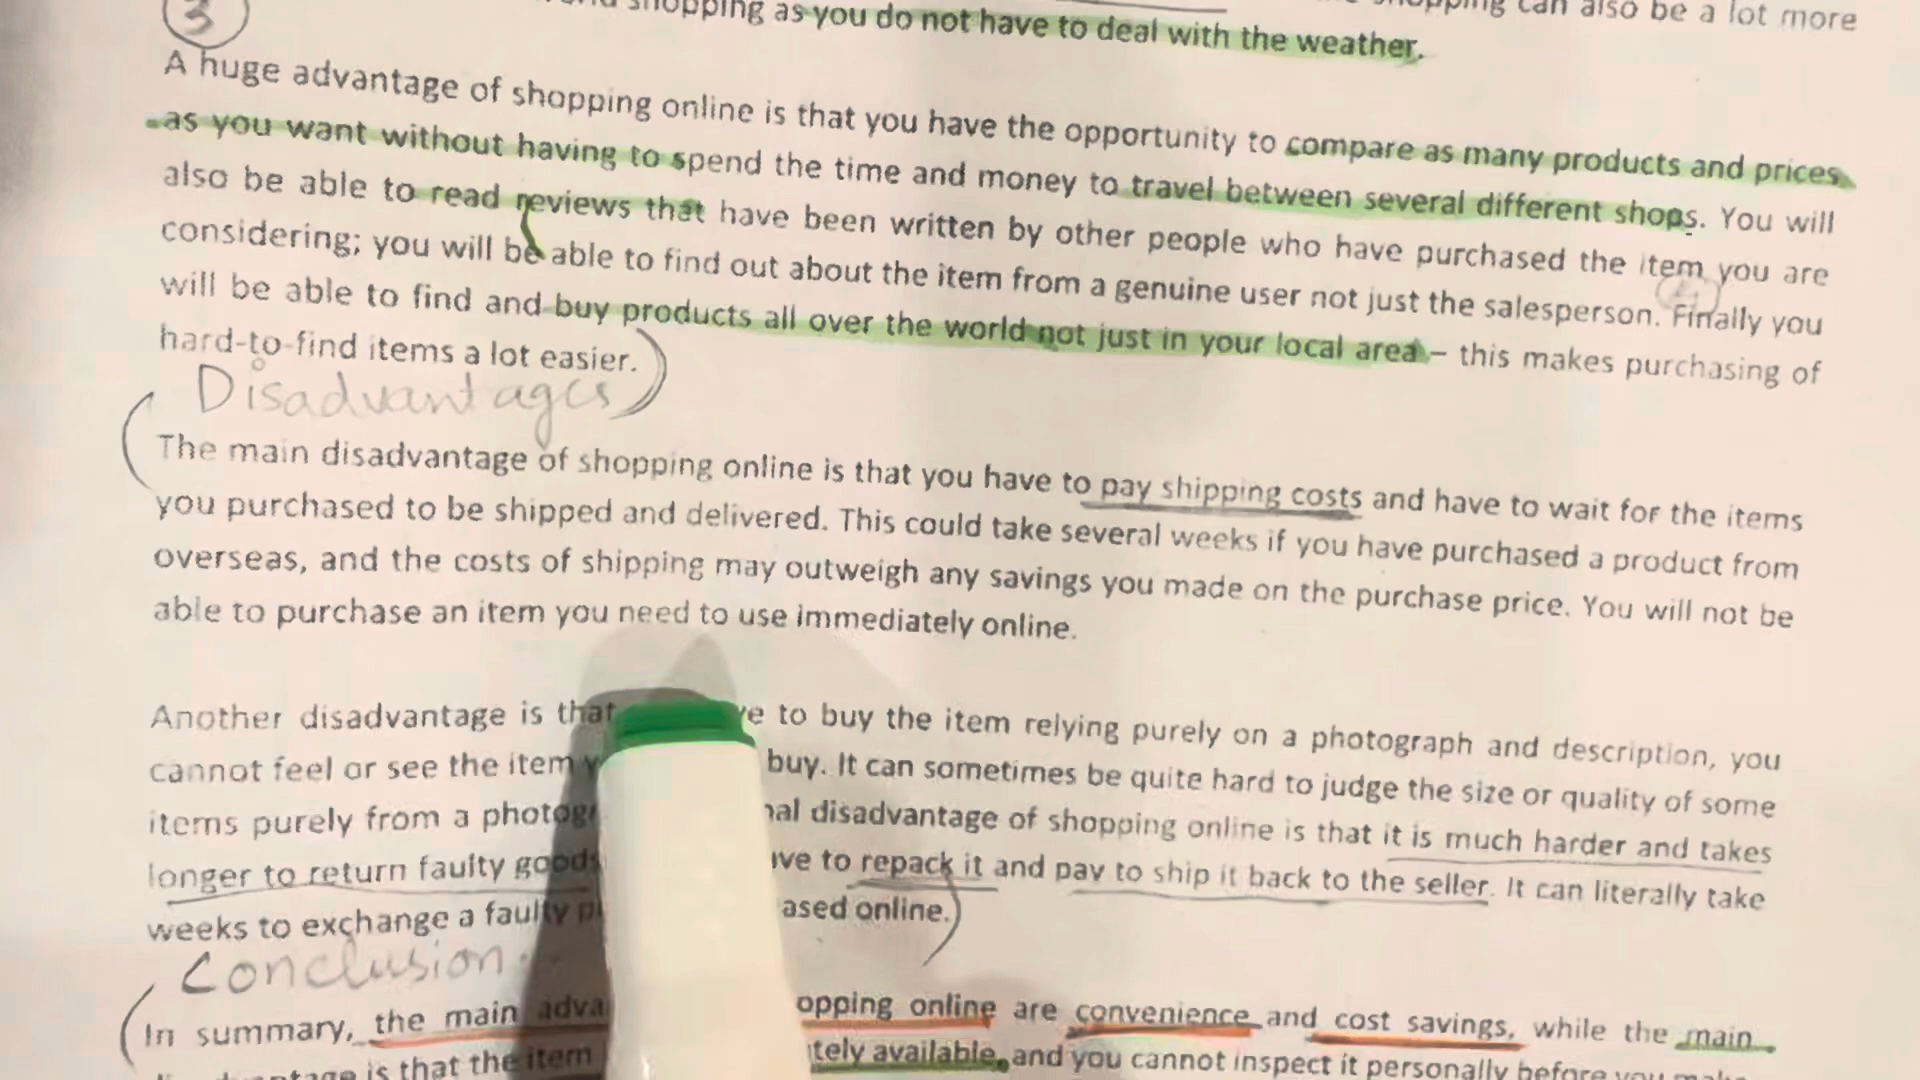 3
shopping as you do not have to deal with the weather.
shopping can also be a lot more
A huge advantage of shopping online is that you have the opportunity to compare as many products and prices
as you want without having to spend the time and money to travel between several different shops. You will
also be able to read reviews that have been written by other people who have purchased the item you are
considering; you will be able to find out about the item from a genuine user not just the salesperson. Finally you
will be able to find and buy products all over the world not just in your local area – this makes purchasing of
hard-to-find items a lot easier.
Disadvantages
The main disadvantage of shopping online is that you have to pay shipping costs and have to wait for the items
you purchased to be shipped and delivered. This could take several weeks if you have purchased a product from
overseas, and the costs of shipping may outweigh any savings you made on the purchase price. You will not be
able to purchase an item you need to use immediately online.
Another disadvantage is that to buy the item relying purely on a photograph and description, you
cannot feel or see the item buy. It can sometimes be quite hard to judge the size or quality of some
items purely from a disadvantage of shopping online is that it is much harder and takes
longer to return faulty goods to repack it and pay to ship it back to the seller. It can literally take
weeks to exchange a faulty online.
Conclusion
In summary, the main online are convenience and cost savings, while the main
is that the item available, and you cannot inspect it personally before you